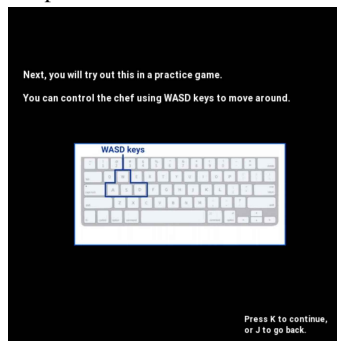 Next, you will try out this in a practice game.
You can control the chef using WASD keys to move around.
WASD keys
Press K to continue,
or J to go back.